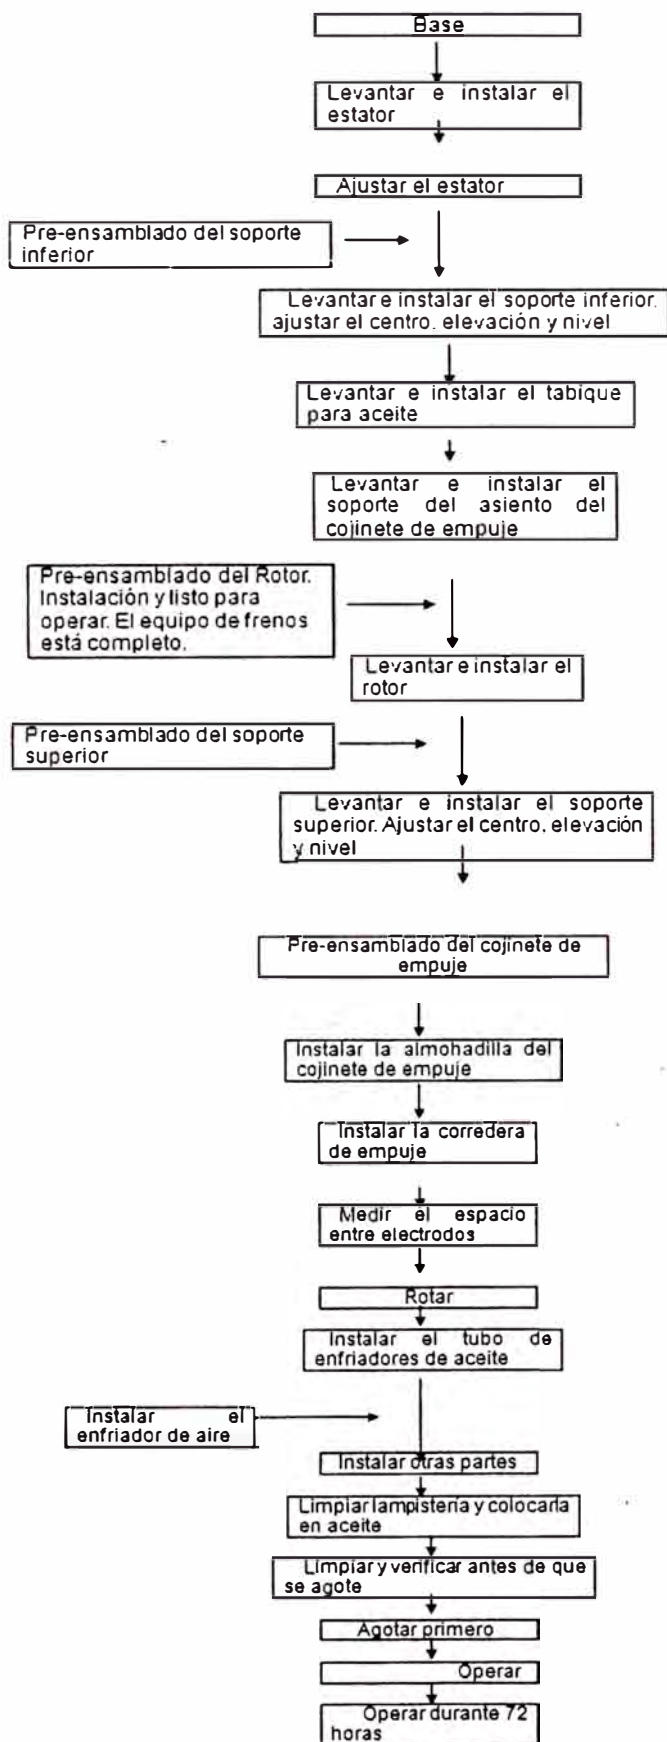 Base
Levantar e instalar el
estator
Ajustar el estator
Pre-ensamblado del soporte
inferior
Levantar e instalar el soporte inferior.
ajustar el centro. elevación y nivel
Levantar e instalar el tabique
para aceite
Levantar e instalar el
soporte del asiento del
cojinete de empuje
Pre-ensamblado del Rotor.
Instalación y listo para
operar. El equipo de frenos
está completo.
Levantar e instalar el
rotor
Pre-ensamblado del soporte
superior
Levantar e instalar el soporte
superior. Ajustar el centro. elevación
y nivel
Pre-ensamblado del cojinete de
empuje
Instalar la almohadilla del
cojinete de empuje
Instalar la corredera
de empuje
Medir el espacio
entre electrodos
Rotar
Instalar el tubo de
enfriadores de aceite
Instalar el
enfriador de aire
Instalar otras partes
Limpiar lampistería y colocarla
en aceite
Limpiar y verificar antes de que
se agote
Agotar primero
Operar
Operar durante 72
horas